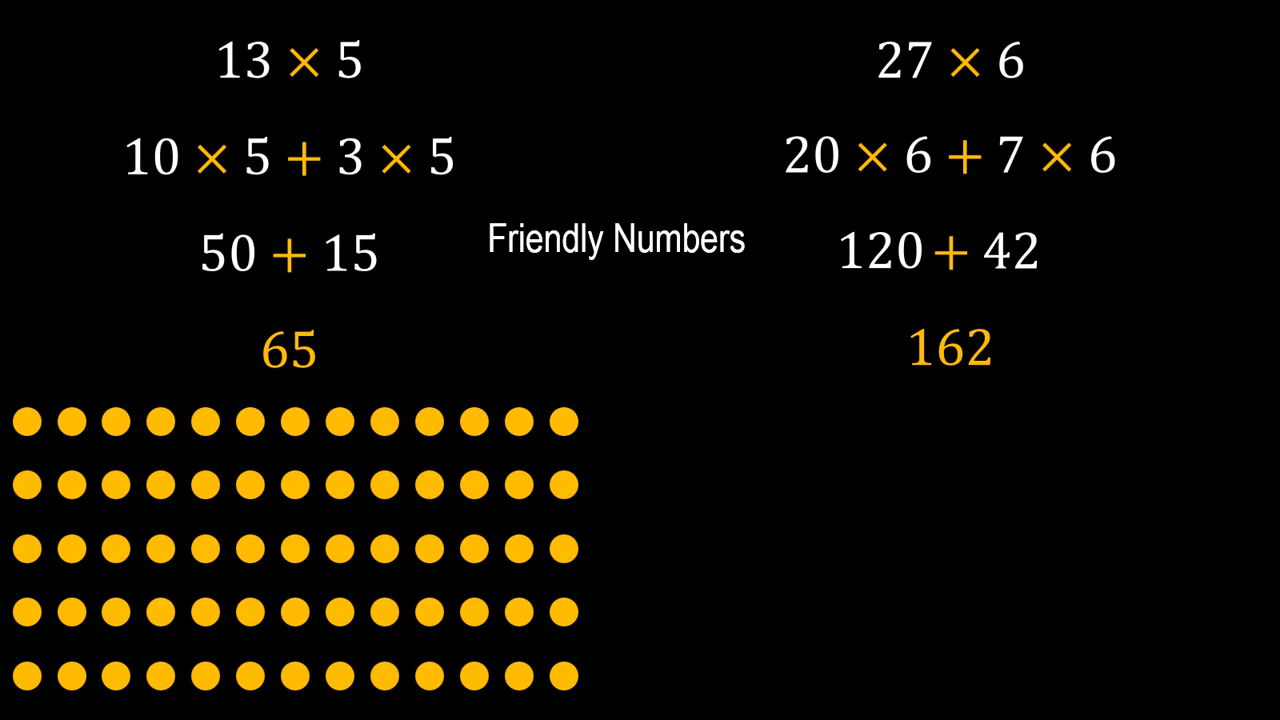 13 × 5
10 × 5 + 3 × 5
50 + 15
65
Friendly Numbers
27 × 6
20 × 6 + 7 × 6
120 + 42
162